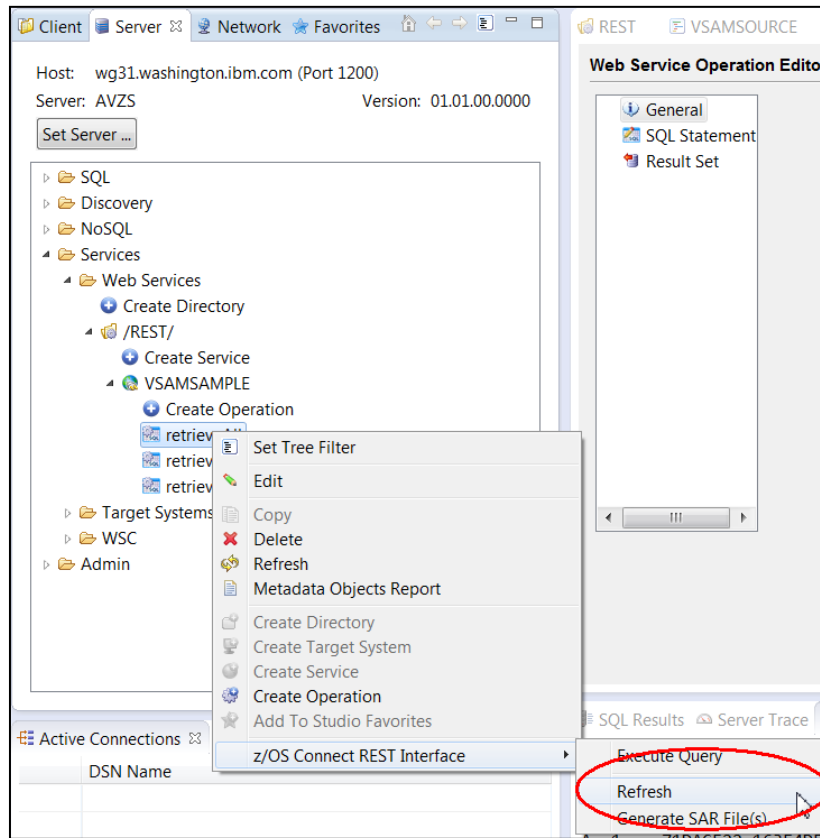 Client Server Network Favorites
Host: wg31.washington.ibm.com (Port 1200)
Server: AVZS Version: 01.01.00.0000
Set Server ...
SQL
Discovery
NoSQL
Services
Web Services
Create Directory
/REST/
Create Service
VSAMSAMPLE
Create Operation
retriev
retriev
retriev
Target Systems
WSC
Admin
Set Tree Filter
Edit
Copy
Delete
Refresh
Metadata Objects Report
Create Directory
Create Target System
Create Service
Create Operation
Add To Studio Favorites
z/OS Connect REST Interface
Execute Query
Refresh
Generate SAR File(s)
Active Connections
DSN Name
REST VSAMSOURCE
Web Service Operation Edito
General
SQL Statement
Result Set
SQL Results Server Trace